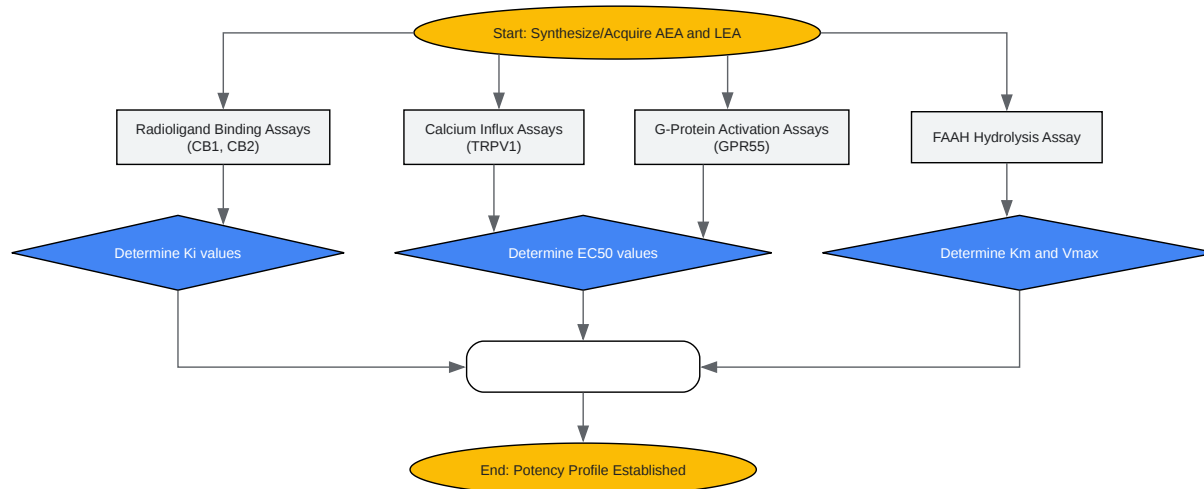 Start: Synthesize/Acquire AEA and LEA
Radioligand Binding Assays
(CB1, CB2)
Calcium Influx Assays
(TRPV1)
G-Protein Activation Assays
(GPR55)
FAAH Hydrolysis Assay
Determine Ki values
Determine EC50 values
Determine Km and Vmax
End: Potency Profile Established